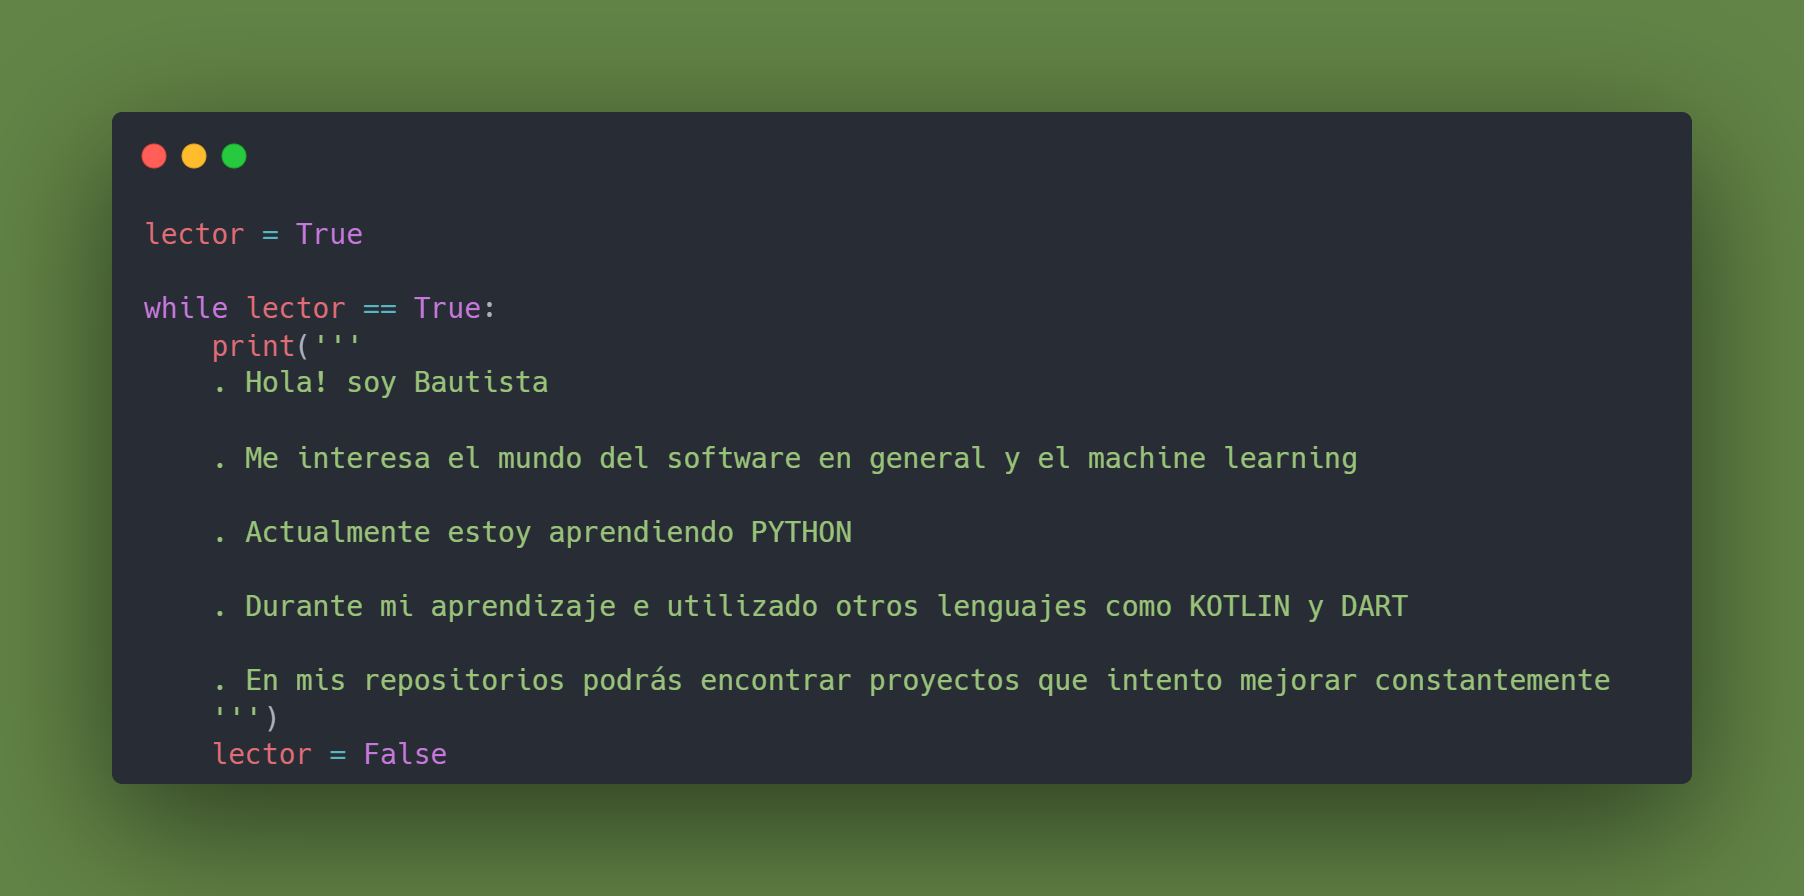 lector = True
while lector == True:
    print('''
    . Hola! soy Bautista
    . Me interesa el mundo del software en general y el machine learning
    . Actualmente estoy aprendiendo PYTHON
    . Durante mi aprendizaje e utilizado otros lenguajes como KOTLIN y DART
    . En mis repositorios podrás encontrar proyectos que intento mejorar constantemente
    ''')
    lector = False